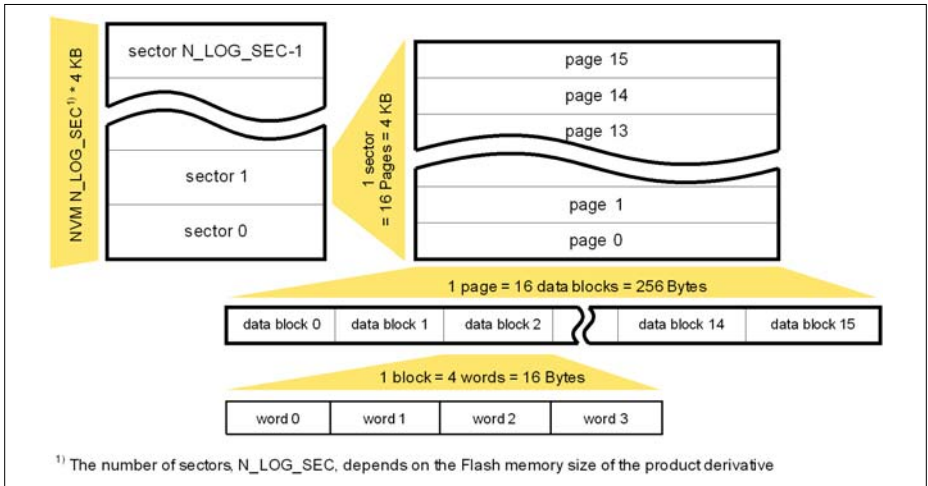 NVM N_LOG_SEC¹⁾ * 4 KB
sector N_LOG_SEC-1
sector 1
sector 0
1 sector
= 16 Pages = 4 KB
page 15
page 14
page 13
page 1
page 0
1 page = 16 data blocks = 256 Bytes
data block 0 data block 1 data block 2 data block 14 data block 15
1 block = 4 words = 16 Bytes
word 0 word 1 word 2 word 3
¹⁾ The number of sectors, N_LOG_SEC, depends on the Flash memory size of the product derivative